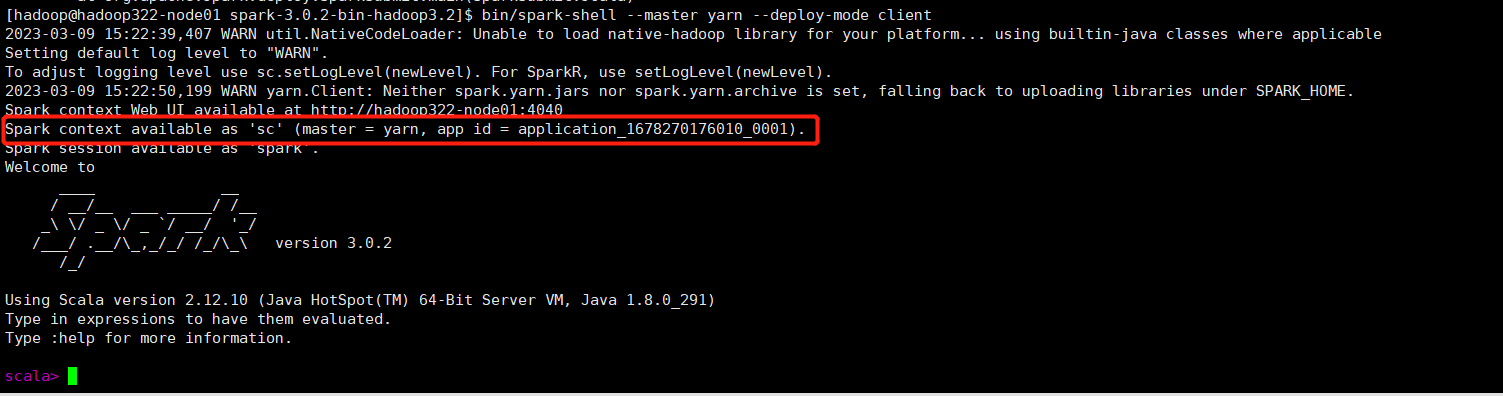 [hadoop@hadoop322-node01 spark-3.0.2-bin-hadoop3.2]$ bin/spark-shell --master yarn --deploy-mode client
2023-03-09 15:22:39,407 WARN util.NativeCodeLoader: Unable to load native-hadoop library for your platform... using builtin-java classes where applicable
Setting default log level to "WARN".
To adjust logging level use sc.setLogLevel(newLevel). For SparkR, use setLogLevel(newLevel).
2023-03-09 15:22:50,199 WARN yarn.Client: Neither spark.yarn.jars nor spark.yarn.archive is set, falling back to uploading libraries under SPARK_HOME.
Spark context Web UI available at http://hadoop322-node01:4040
Spark context available as 'sc' (master = yarn, app id = application_1678270176010_0001).
Spark session available as 'spark'.
Welcome to
      ____              __
     / __/__  ___ _____/ /__
    _\ \/ _ \/ _ `/ __/  '_/
   /___/ .__/\_,_/_/ /_/\_\   version 3.0.2
      /_/
Using Scala version 2.12.10 (Java HotSpot(TM) 64-Bit Server VM, Java 1.8.0_291)
Type in expressions to have them evaluated.
Type :help for more information.
scala>